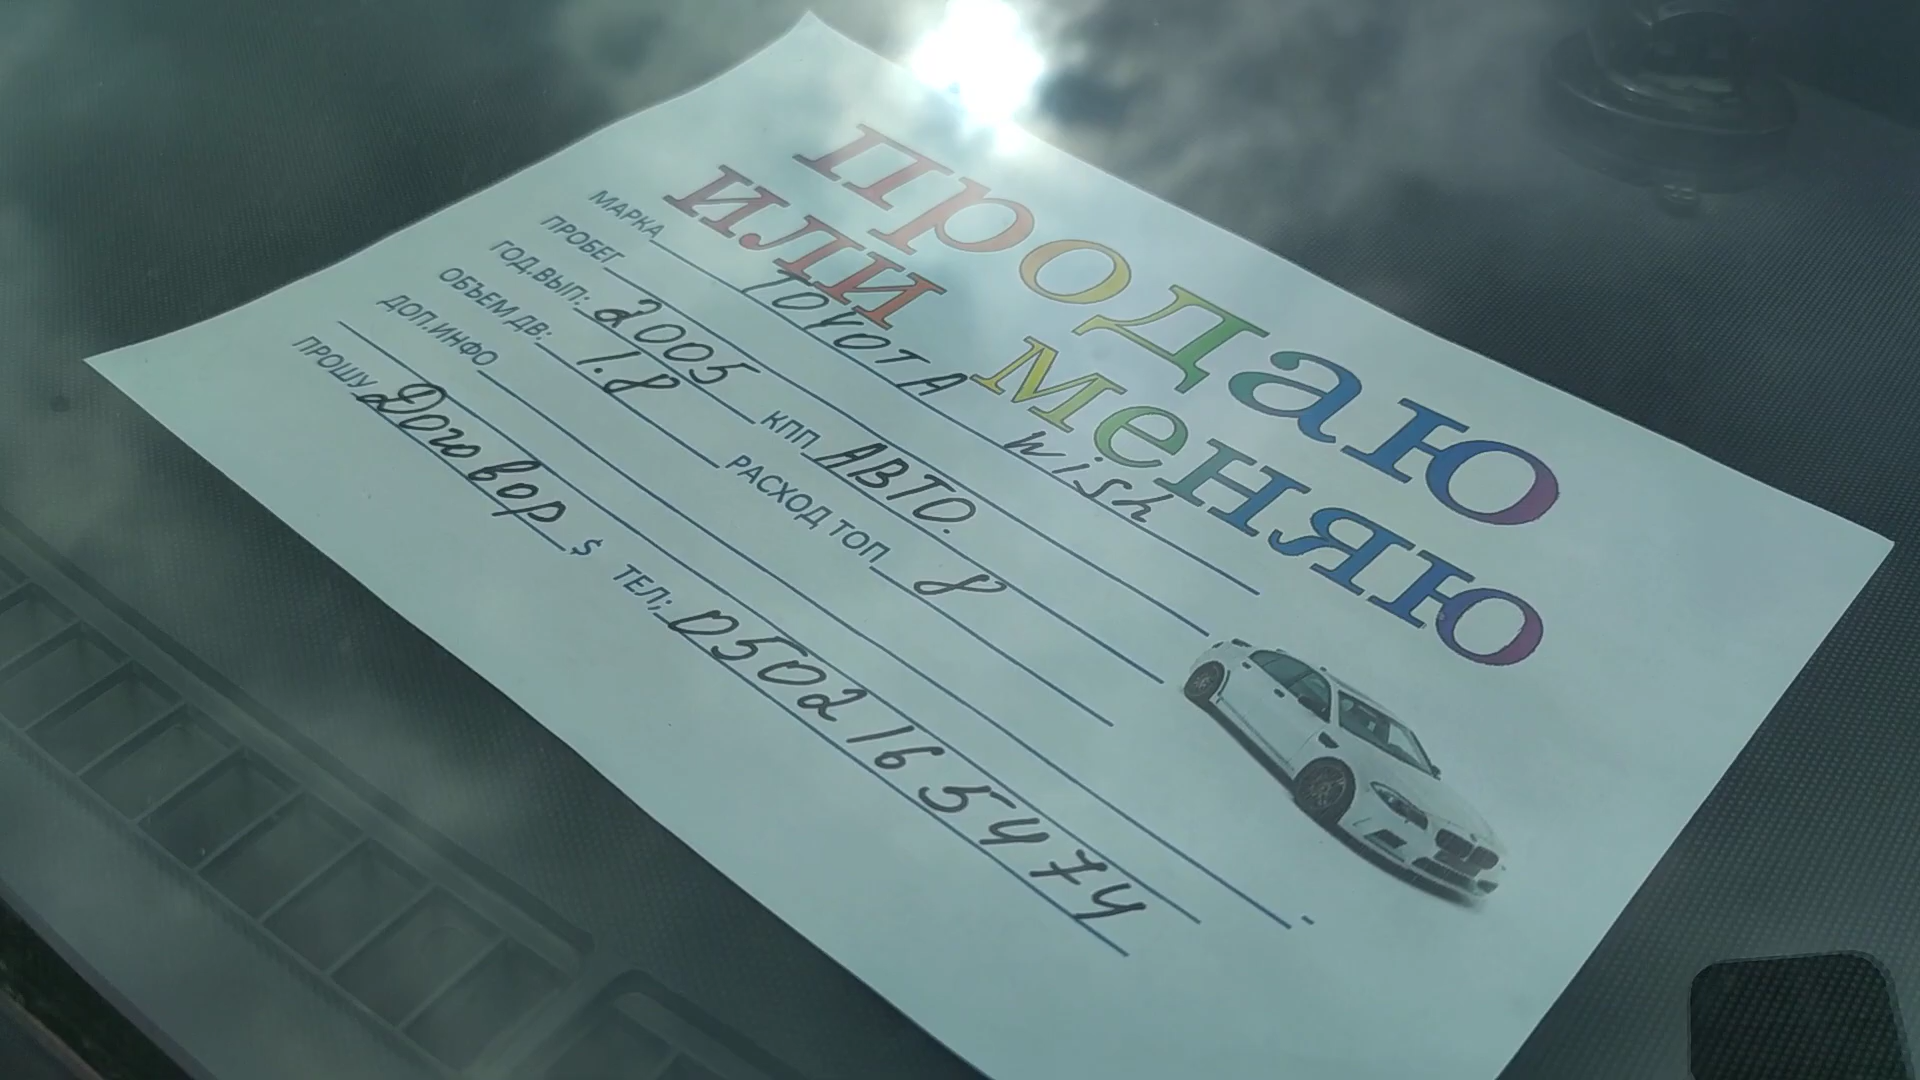 продаю
или меняю
МАРКА TOYOTA Wish
ПРОБЕГ
ГОД.ВЫП: 2005 КПП АВТО.
ОБЪЕМ ДВ: 1.8 РАСХОД ТОП 8
ДОП.ИНФО
ПРОШУ Договор $ ТЕЛ; 0502165474